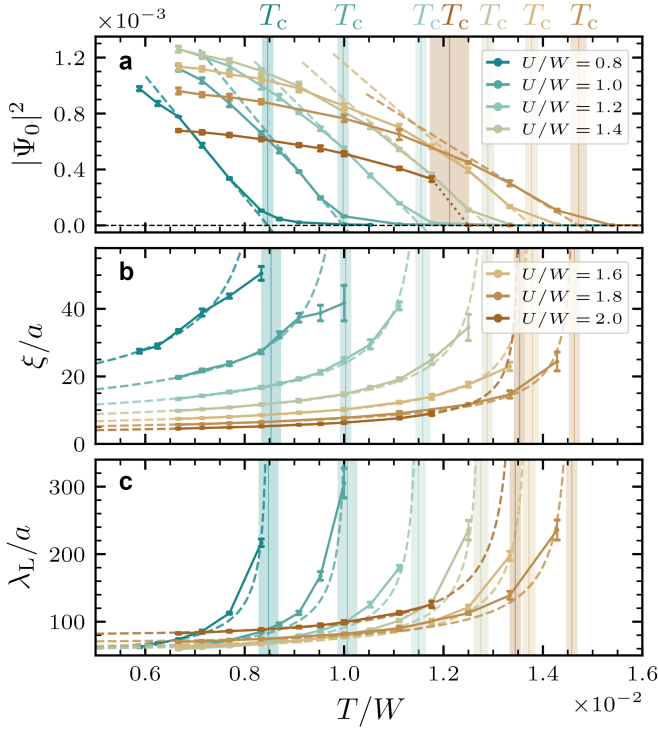 ×10⁻³ T_c T_c T_c T_c T_c T_c T_c
a
U/W = 0.8
U/W = 1.0
U/W = 1.2
U/W = 1.4
|Ψ₀|²
1.2
0.8
0.4
0.0
b
U/W = 1.6
U/W = 1.8
U/W = 2.0
ξ/a
40
20
0
c
λ_L/a
300
200
100
0.6 0.8 1.0 1.2 1.4 1.6
T/W
×10⁻²